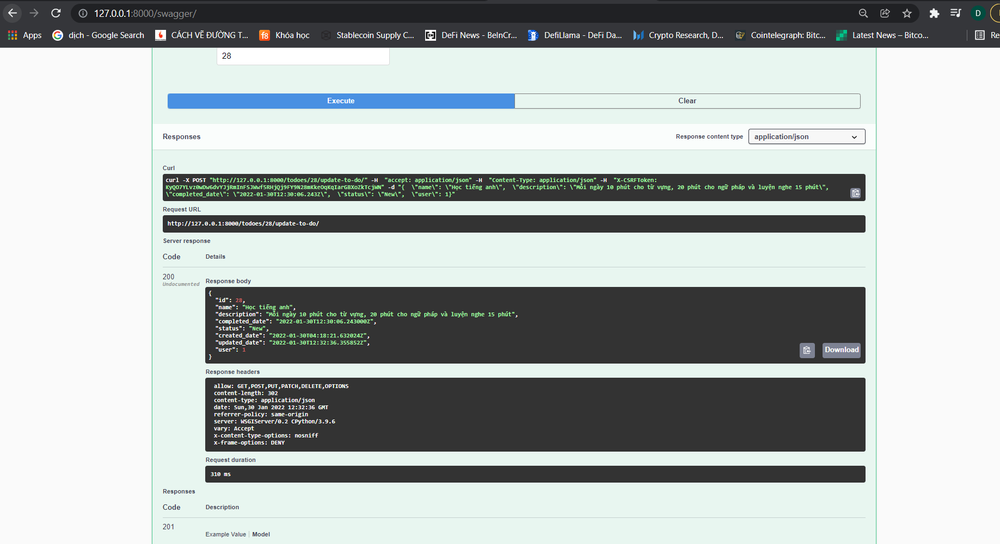 127.0.0.1:8000/swagger/
D
Apps
dịch - Google Search
CÁCH VẼ ĐƯỜNG T...
f8
Khóa học
Stablecoin Supply C...
DeFi News - BeInCr...
DefiLlama - DeFi Da...
Crypto Research, D...
Cointelegraph: Bitc...
Latest News – Bitco...
Re
28
Execute
Clear
Responses
Response content type
application/json
Curl
curl -X POST "http://127.0.0.1:8000/todoes/28/update-to-do/" -H  "accept: application/json" -H  "Content-Type: application/json" -H  "X-CSRFToken:
KyQO7YLvz0wDw6dvYJjRmInFSJWwf5RHjQj9FY9N28mKkeOqKqIarGBXoZkTcjWN" -d "{  \"name\": \"Học tiếng anh\",  \"description\": \"Mỗi ngày 10 phút cho từ vựng, 20 phút cho ngữ pháp và luyện nghe 15 phút\",
\"completed_date\": \"2022-01-30T12:30:06.243Z\",  \"status\": \"New\",  \"user\": 1}"
Request URL
http://127.0.0.1:8000/todoes/28/update-to-do/
Server response
Code
Details
200
Undocumented
Response body
{
  "id": 28,
  "name": "Học tiếng anh",
  "description": "Mỗi ngày 10 phút cho từ vựng, 20 phút cho ngữ pháp và luyện nghe 15 phút",
  "completed_date": "2022-01-30T12:30:06.243000Z",
  "status": "New",
  "created_date": "2022-01-30T04:18:21.632024Z",
  "updated_date": "2022-01-30T12:32:36.355852Z",
  "user": 1
}
Download
Response headers
allow: GET,POST,PUT,PATCH,DELETE,OPTIONS
content-length: 302
content-type: application/json
date: Sun,30 Jan 2022 12:32:36 GMT
referrer-policy: same-origin
server: WSGIServer/0.2 CPython/3.9.6
vary: Accept
x-content-type-options: nosniff
x-frame-options: DENY
Request duration
310 ms
Responses
Code
Description
201
Example Value
Model